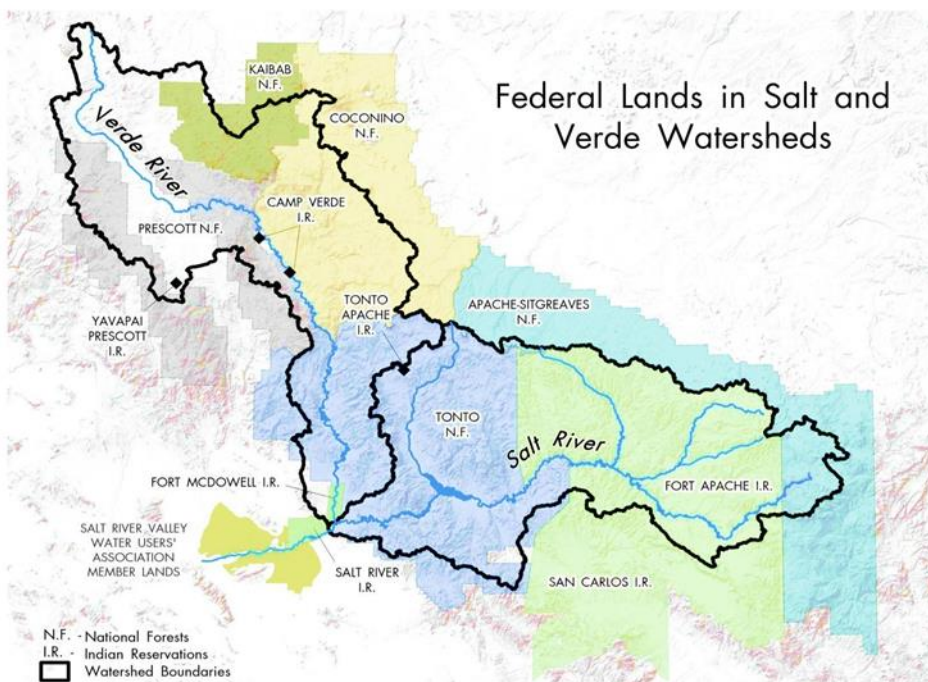 Federal Lands in Salt and
Verde Watersheds
KAIBAB
N.F.
COCONINO
N.F.
Verde River
CAMP VERDE
I.R.
PRESCOTT N.F.
YAVAPAI
PRESCOTT
I.R.
TONTO
APACHE
I.R.
APACHE-SITGREAVES
N.F.
TONTO
N.F.
Salt River
FORT APACHE I.R.
FORT MCDOWELL I.R.
SALT RIVER VALLEY
WATER USERS'
ASSOCIATION
MEMBER LANDS
SALT RIVER
I.R.
SAN CARLOS I.R.
N.F. - National Forests
I.R. - Indian Reservations
Watershed Boundaries